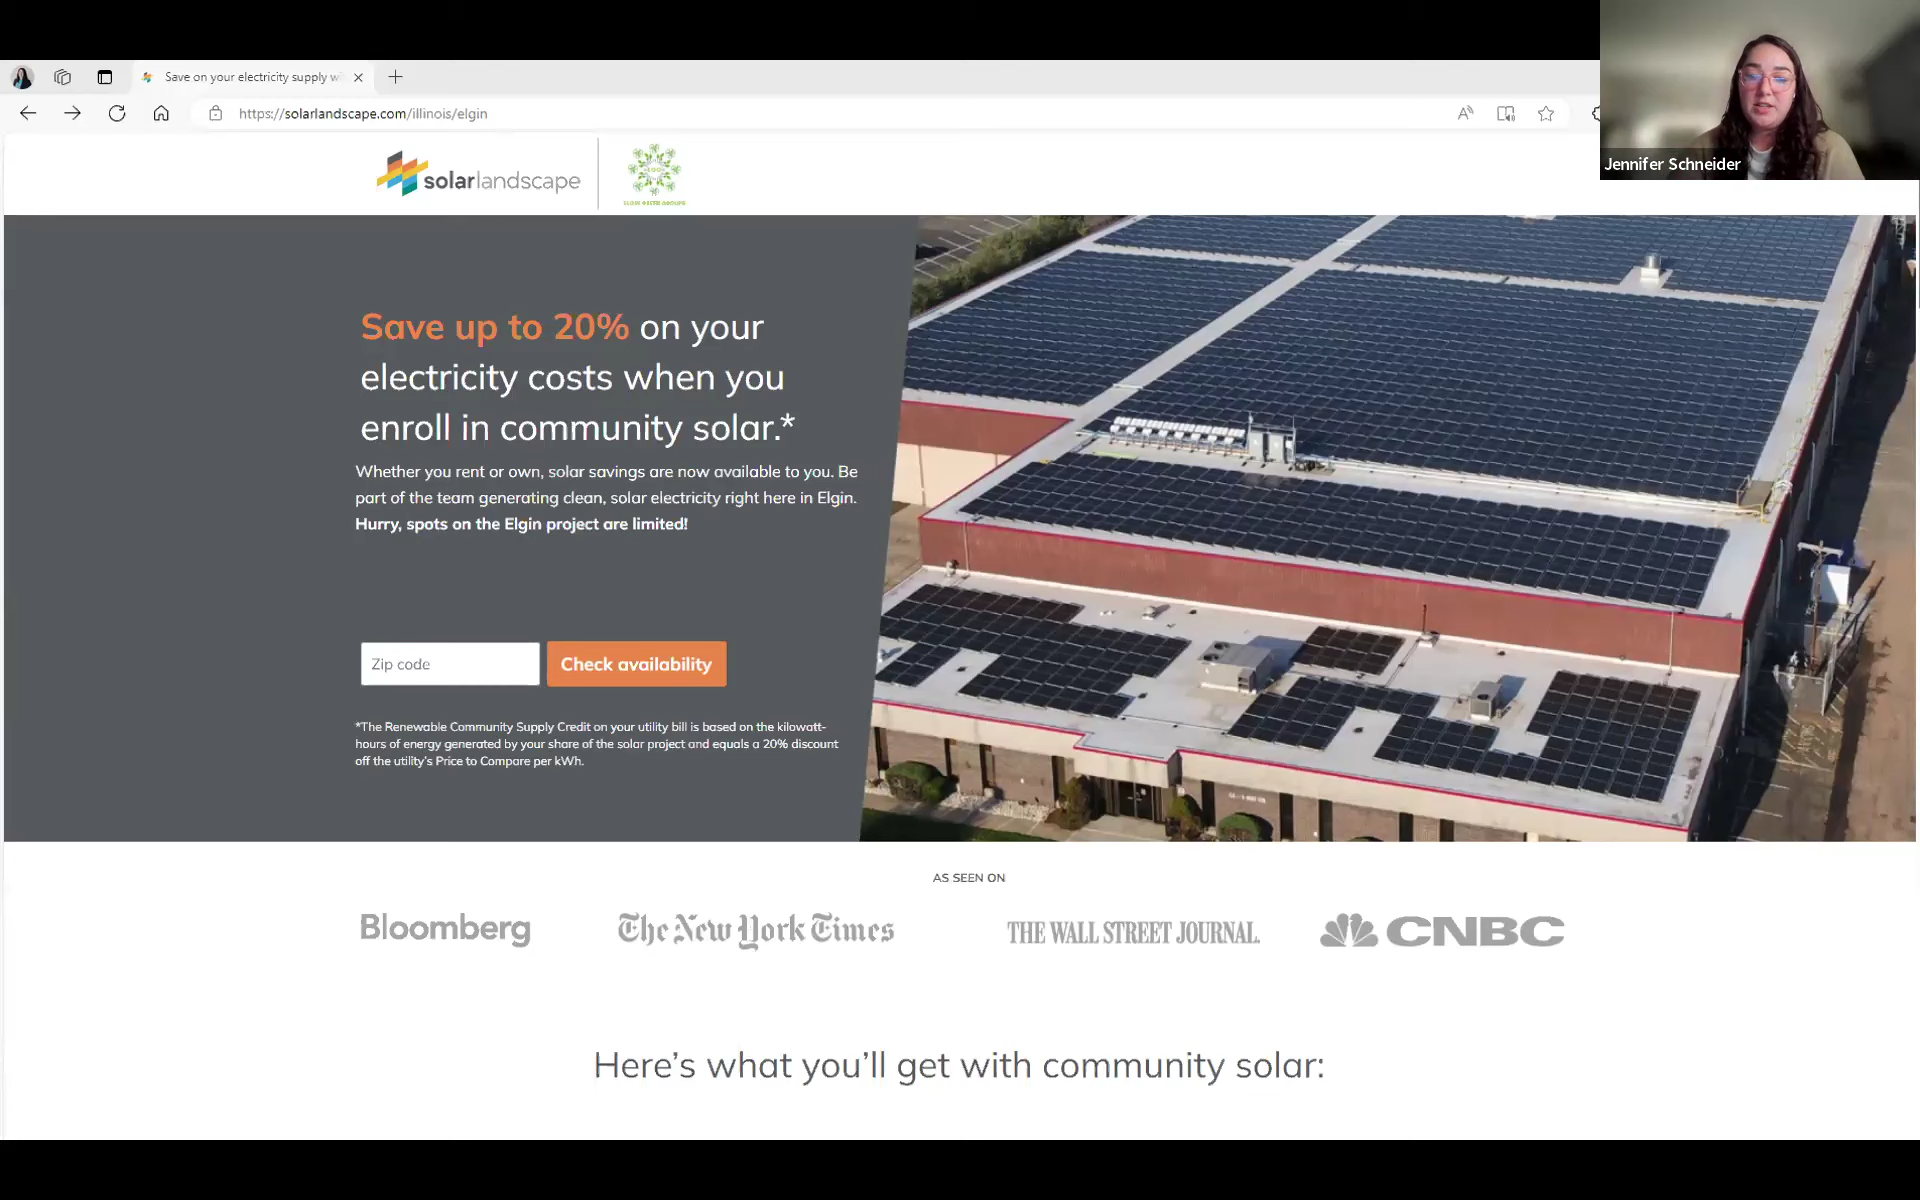 Save on your electricity supply wi
https://solarlandscape.com/illinois/elgin
Jennifer Schneider
solarlandscape
ELGIN GREEN GROUPS
Save up to 20% on your
electricity costs when you
enroll in community solar.*
Whether you rent or own, solar savings are now available to you. Be
part of the team generating clean, solar electricity right here in Elgin.
Hurry, spots on the Elgin project are limited!
Zip code
Check availability
*The Renewable Community Supply Credit on your utility bill is based on the kilowatt-
hours of energy generated by your share of the solar project and equals a 20% discount
off the utility's Price to Compare per kWh.
AS SEEN ON
Bloomberg
The New York Times
THE WALL STREET JOURNAL.
CNBC
Here's what you'll get with community solar: